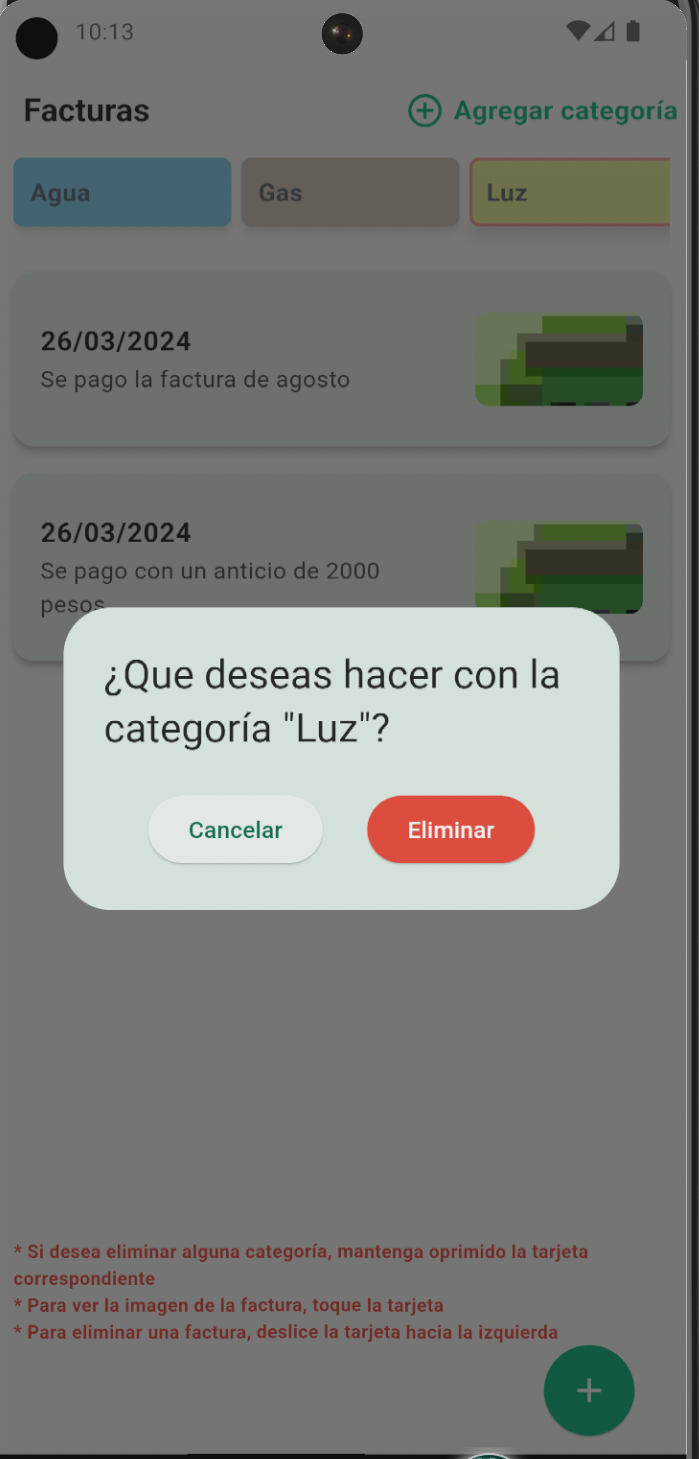 10:13
Facturas
Agregar categoría
Agua
Gas
Luz
26/03/2024
Se pago la factura de agosto
26/03/2024
Se pago con un anticio de 2000
pesos
¿Que deseas hacer con la
categoría "Luz"?
Cancelar
Eliminar
* Si desea eliminar alguna categoría, mantenga oprimido la tarjeta
correspondiente
* Para ver la imagen de la factura, toque la tarjeta
* Para eliminar una factura, deslice la tarjeta hacia la izquierda